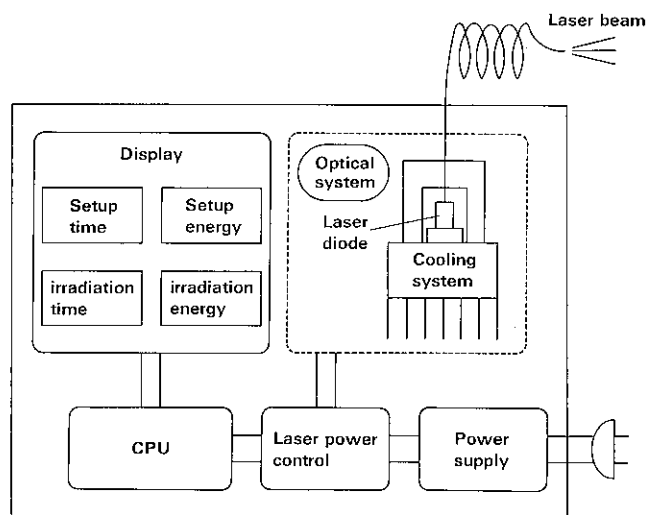 Laser beam
Display
Setup
time
Setup
energy
irradiation
time
irradiation
energy
Optical
system
Laser
diode
Cooling
system
CPU
Laser power
control
Power
supply